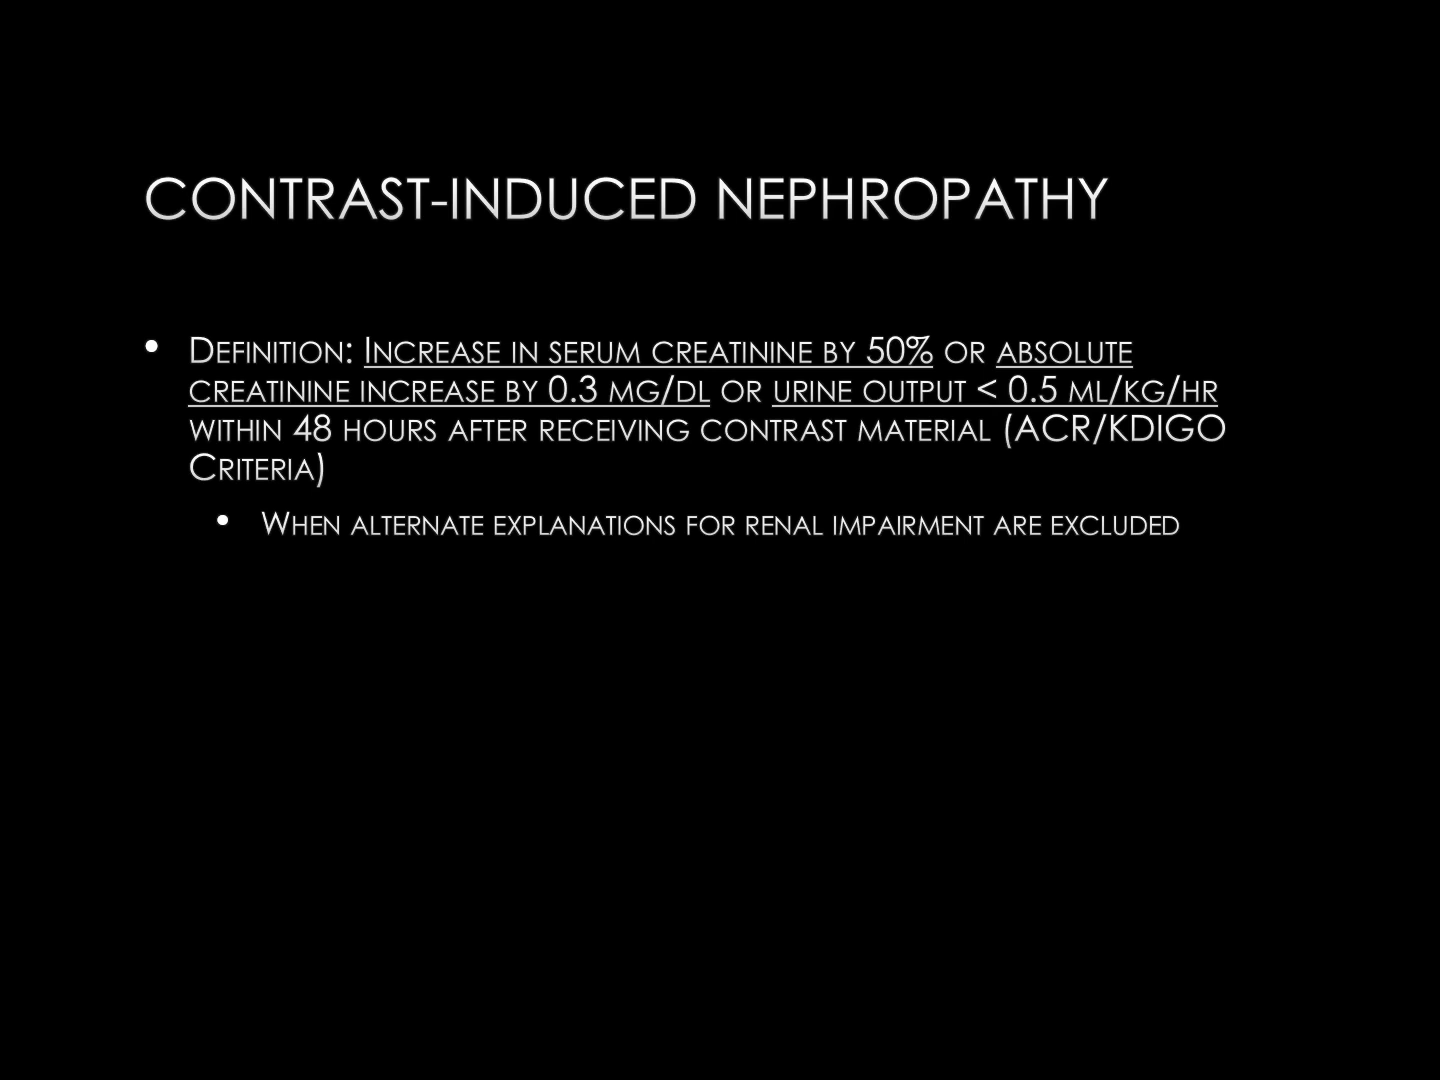 CONTRAST-INDUCED NEPHROPATHY
• DEFINITION: INCREASE IN SERUM CREATININE BY 50% OR ABSOLUTE
CREATININE INCREASE BY 0.3 MG/DL OR URINE OUTPUT < 0.5 ML/KG/HR
WITHIN 48 HOURS AFTER RECEIVING CONTRAST MATERIAL (ACR/KDIGO
CRITERIA)
• WHEN ALTERNATE EXPLANATIONS FOR RENAL IMPAIRMENT ARE EXCLUDED